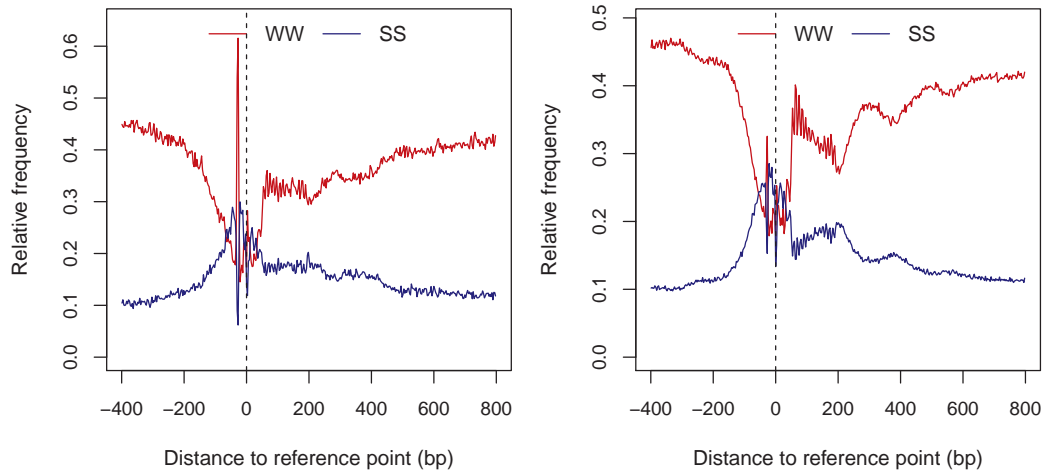 WW SS
Relative frequency
0.0 0.1 0.2 0.3 0.4 0.5 0.6
−400 −200 0 200 400 600 800
Distance to reference point (bp)
WW SS
Relative frequency
0.0 0.1 0.2 0.3 0.4 0.5
−400 −200 0 200 400 600 800
Distance to reference point (bp)